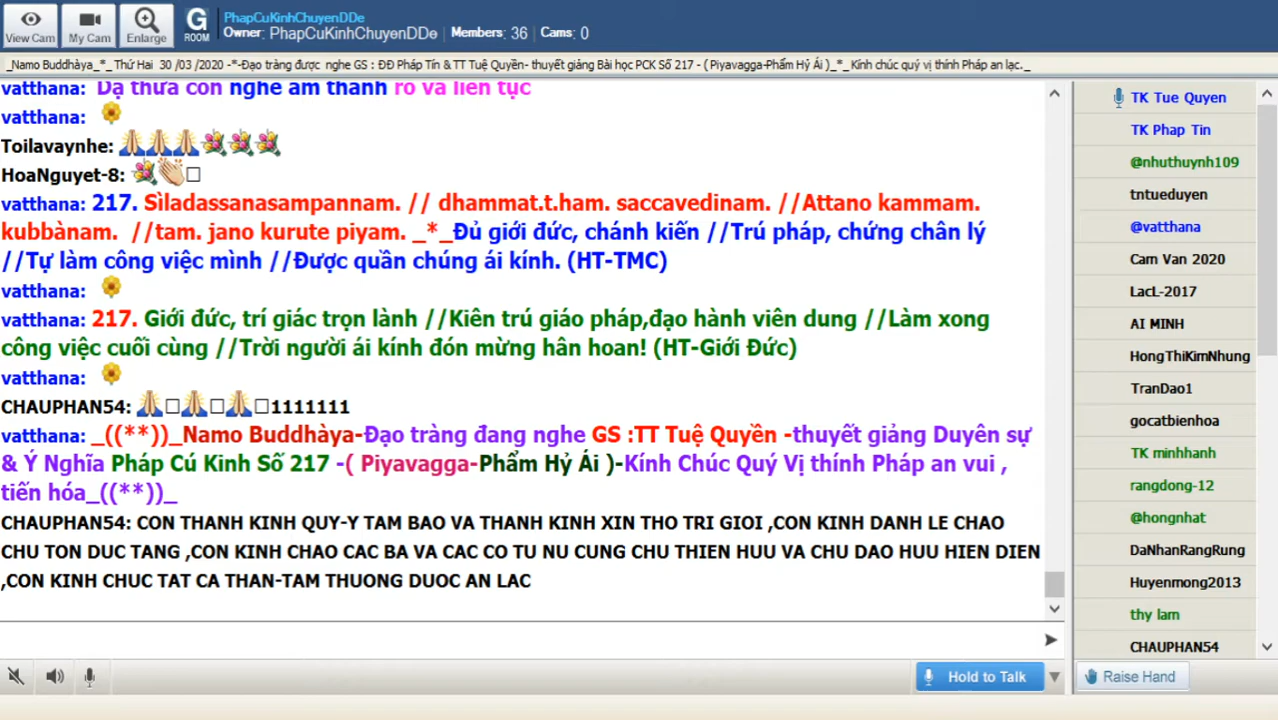 PhapCuKinhChuyenDDe
Owner: PhapCuKinhChuyenDDe Members: 36 Cams: 0
View Cam My Cam Enlarge G ROOM
_Namo Buddhàya_*_ Thứ Hai 30 /03 /2020 -*-Đạo tràng được nghe GS : ĐĐ Pháp Tín & TT Tuệ Quyền- thuyết giảng Bài học PCK Số 217 - ( Piyavagga-Phẩm Hỷ Ái )_*_ Kính chúc quý vị thính Pháp an lạc._
vatthana: Dạ thưa con nghe âm thanh rõ và liên tục
vatthana:
Toilavaynhe:
HoaNguyet-8:
vatthana: 217. Sìladassanasampannam. // dhammat.t.ham. saccavedinam. //Attano kammam.
kubbànam. //tam. jano kurute piyam. _*_Đủ giới đức, chánh kiến //Trú pháp, chứng chân lý
//Tự làm công việc mình //Được quần chúng ái kính. (HT-TMC)
vatthana:
vatthana: 217. Giới đức, trí giác trọn lành //Kiên trú giáo pháp,đạo hành viên dung //Làm xong
công việc cuối cùng //Trời người ái kính đón mừng hân hoan! (HT-Giới Đức)
vatthana:
CHAUPHAN54: 1111111
vatthana: _((**))_Namo Buddhàya-Đạo tràng đang nghe GS :TT Tuệ Quyền -thuyết giảng Duyên sự
& Ý Nghĩa Pháp Cú Kinh Số 217 -( Piyavagga-Phẩm Hỷ Ái )-Kính Chúc Quý Vị thính Pháp an vui ,
tiến hóa_((**))_
CHAUPHAN54: CON THANH KINH QUY-Y TAM BAO VA THANH KINH XIN THO TRI GIOI ,CON KINH DANH LE CHAO
CHU TON DUC TANG ,CON KINH CHAO CAC BA VA CAC CO TU NU CUNG CHU THIEN HUU VA CHU DAO HUU HIEN DIEN
,CON KINH CHUC TAT CA THAN-TAM THUONG DUOC AN LAC
TK Tue Quyen
TK Phap Tin
@nhuthuynh109
tntueduyen
@vatthana
Cam Van 2020
LacL-2017
AI MINH
HongThiKimNhung
TranDao1
gocatbienhoa
TK minhhanh
rangdong-12
@hongnhat
DaNhanRangRung
Huyenmong2013
thy lam
CHAUPHAN54
Hold to Talk
Raise Hand